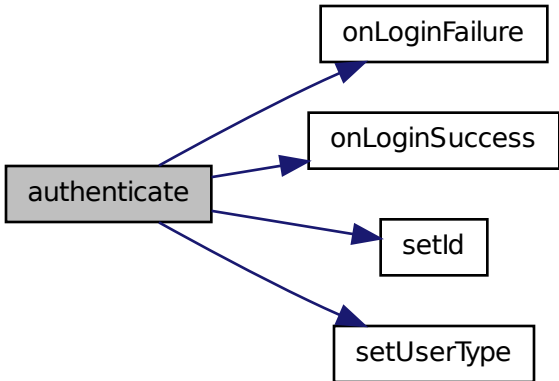 onLoginFailure
onLoginSuccess
authenticate
setId
setUserType